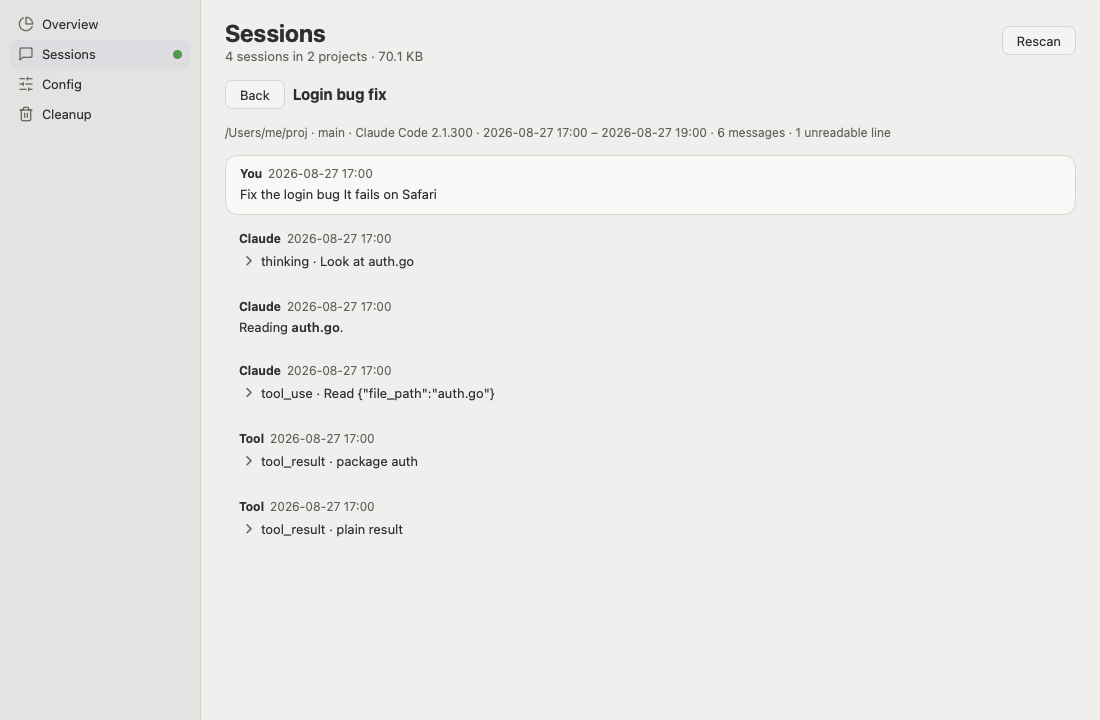 Overview
Sessions
Config
Cleanup
Sessions
4 sessions in 2 projects · 70.1 KB
Rescan
Back
Login bug fix
/Users/me/proj · main · Claude Code 2.1.300 · 2026-08-27 17:00 – 2026-08-27 19:00 · 6 messages · 1 unreadable line
You 2026-08-27 17:00
Fix the login bug It fails on Safari
Claude 2026-08-27 17:00
thinking · Look at auth.go
Claude 2026-08-27 17:00
Reading auth.go.
Claude 2026-08-27 17:00
tool_use · Read {"file_path":"auth.go"}
Tool 2026-08-27 17:00
tool_result · package auth
Tool 2026-08-27 17:00
tool_result · plain result